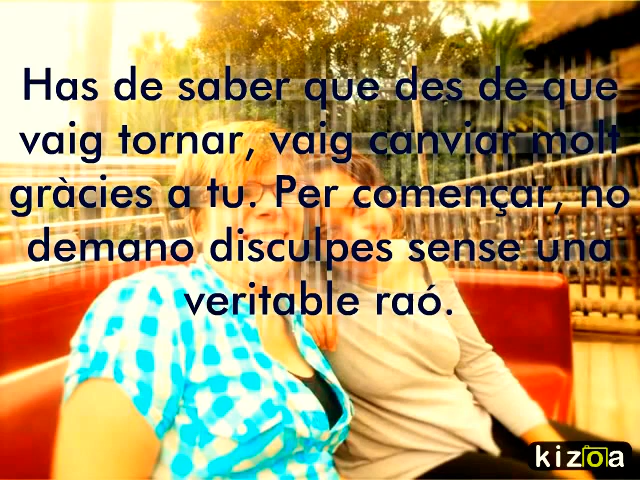 Has de saber que des de que
vaig tornar, vaig canviar molt
gràcies a tu. Per començar, no
demano disculpes sense una
veritable raó.
kizoa